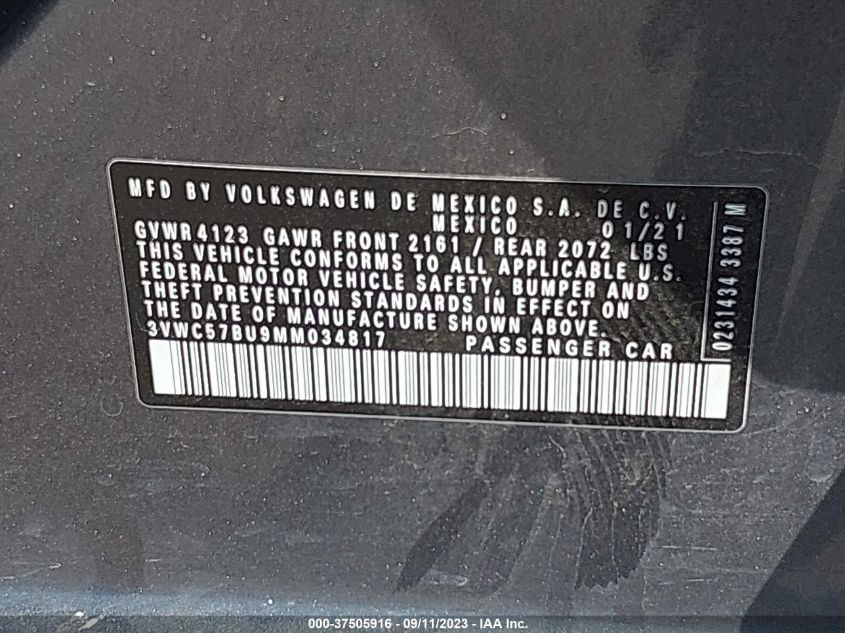 MFD BY VOLKSWAGEN DE MEXICO S.A. DE C.V.
MEXICO 01/21
GVWR 4123 GAWR FRONT 2161 / REAR 2072 LBS
THIS VEHICLE CONFORMS TO ALL APPLICABLE U.S.
FEDERAL MOTOR VEHICLE SAFETY, BUMPER AND
THEFT PREVENTION STANDARDS IN EFFECT ON
THE DATE OF MANUFACTURE SHOWN ABOVE.
3VWC57BU9MM034817 PASSENGER CAR
0231434 3387 M
000-37505916 - 09/11/2023 - IAA Inc.